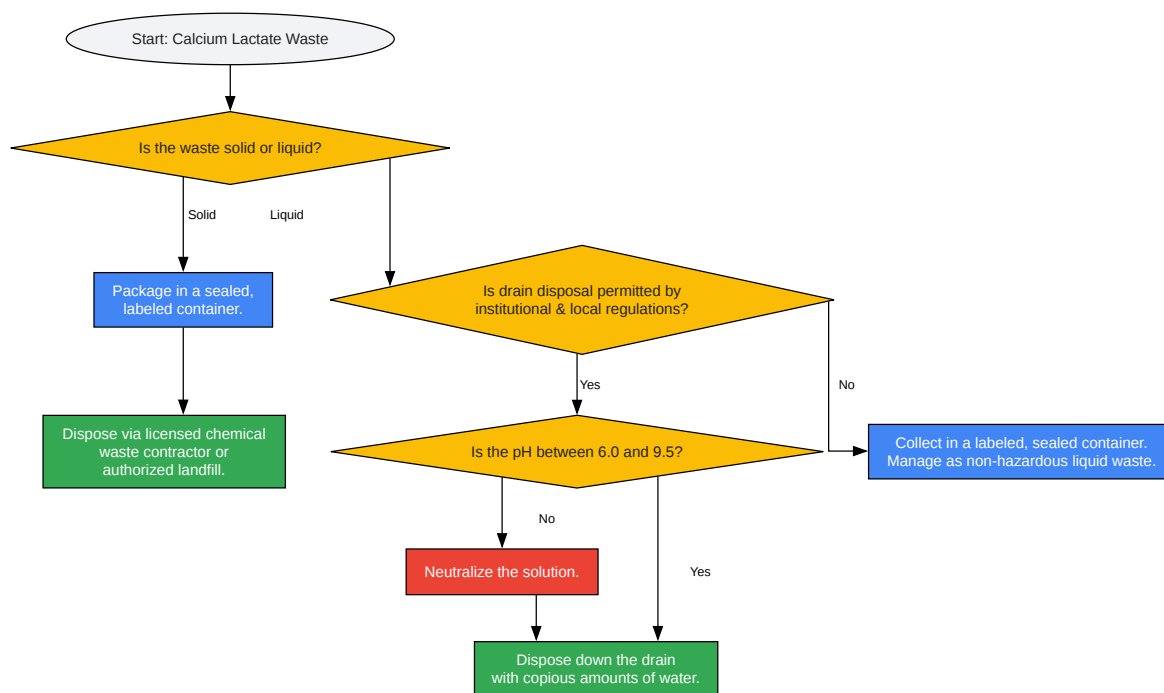 Start: Calcium Lactate Waste
Is the waste solid or liquid?
Solid
Liquid
Package in a sealed,
labeled container.
Is drain disposal permitted by
institutional & local regulations?
Yes
No
Dispose via licensed chemical
waste contractor or
authorized landfill.
Is the pH between 6.0 and 9.5?
Collect in a labeled, sealed container.
Manage as non-hazardous liquid waste.
No
Neutralize the solution.
Yes
Dispose down the drain
with copious amounts of water.